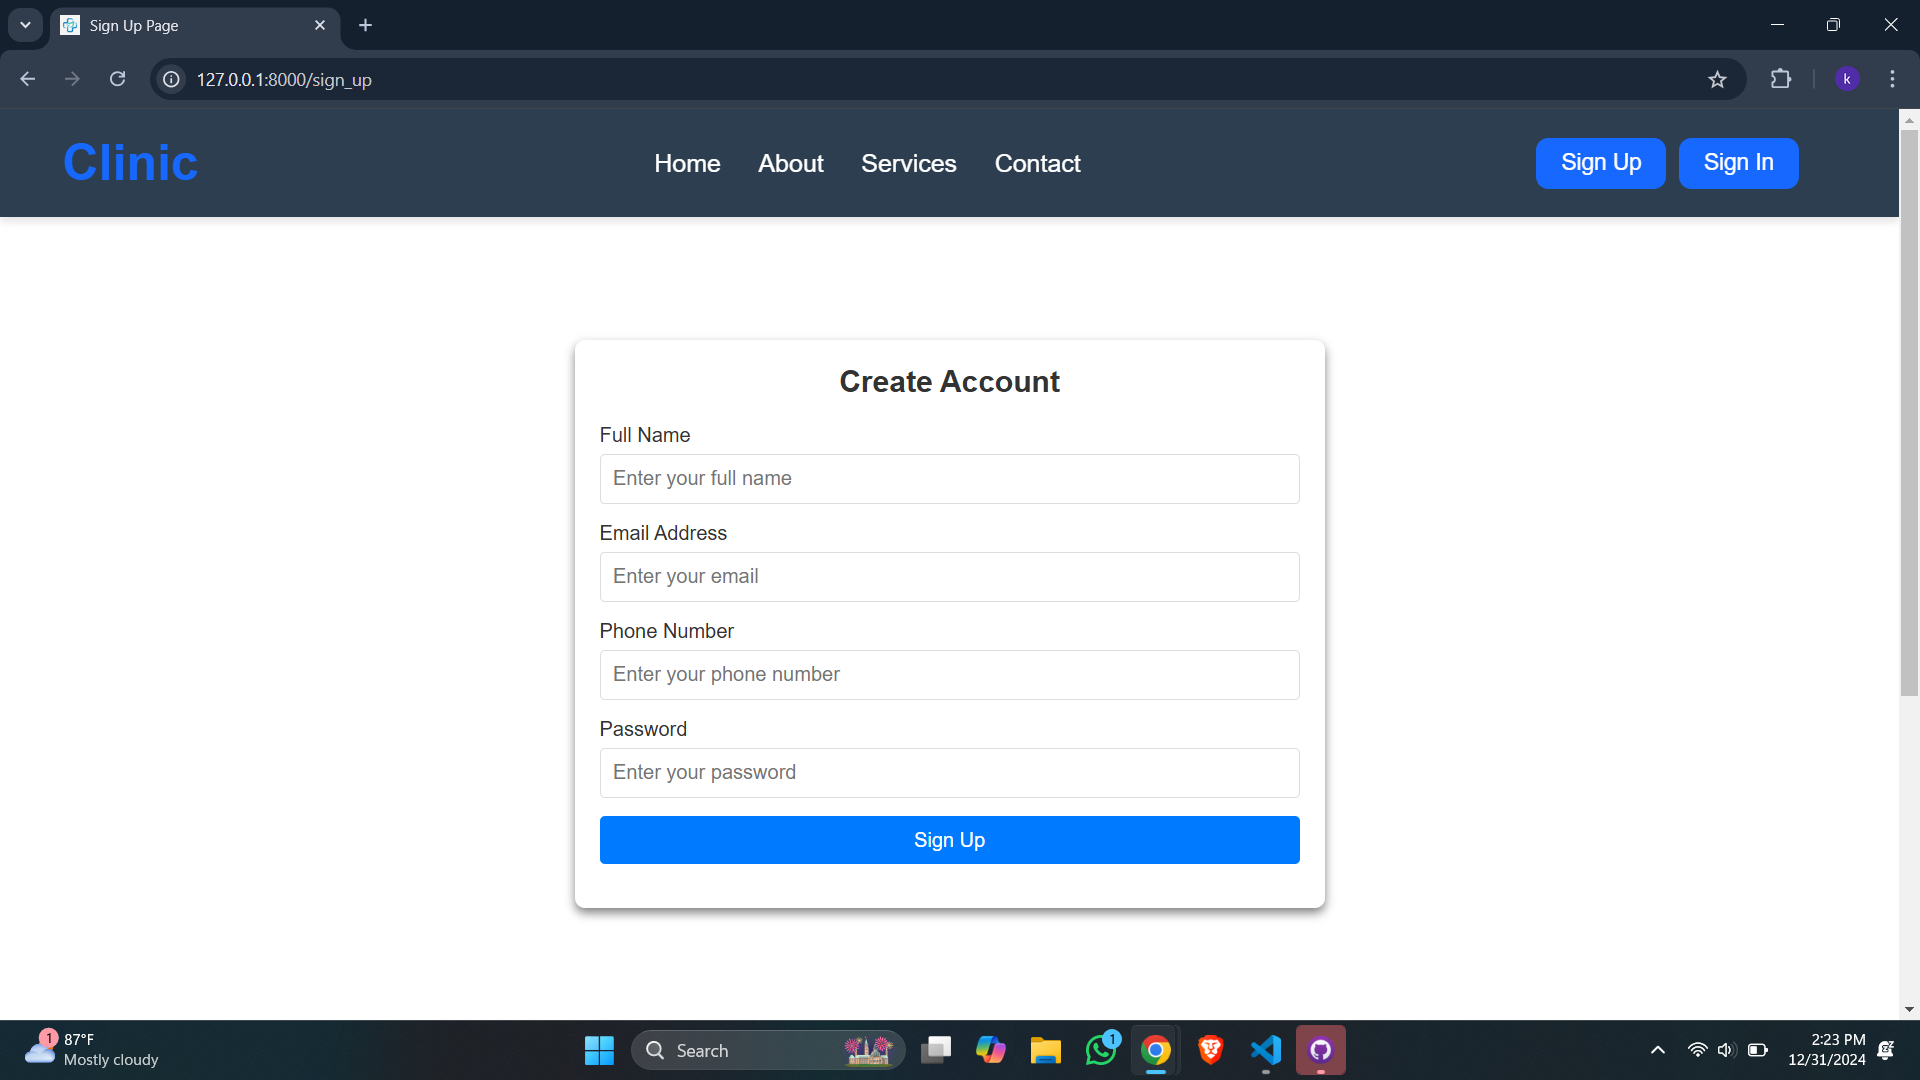 Sign Up Page
127.0.0.1:8000/sign_up
k
Clinic
Home About Services Contact
Sign Up Sign In
Create Account
Full Name
Enter your full name
Email Address
Enter your email
Phone Number
Enter your phone number
Password
Enter your password
Sign Up
1
87°F
Mostly cloudy
Search
1
2:23 PM
12/31/2024